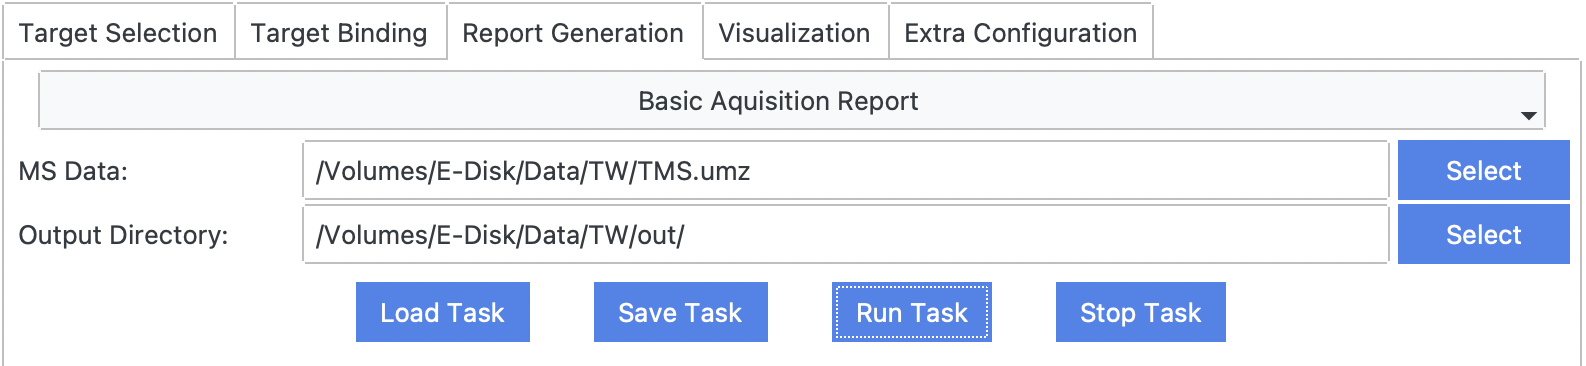 Target Selection Target Binding Report Generation Visualization Extra Configuration
Basic Aquisition Report
MS Data: /Volumes/E-Disk/Data/TW/TMS.umz Select
Output Directory: /Volumes/E-Disk/Data/TW/out/ Select
Load Task Save Task Run Task Stop Task